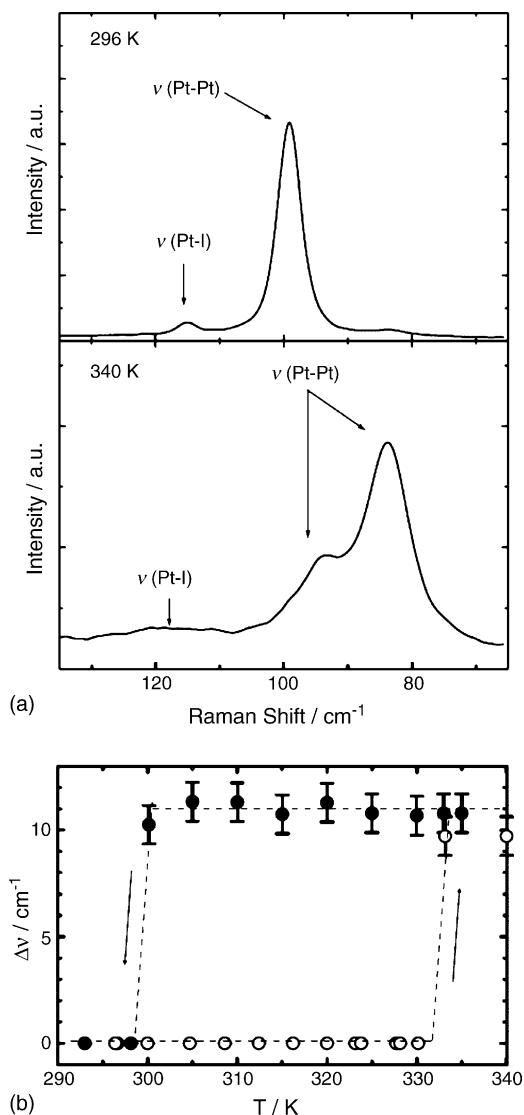 296 K
ν (Pt-Pt)
ν (Pt-I)
Intensity / a.u.
340 K
ν (Pt-Pt)
ν (Pt-I)
Intensity / a.u.
120 100 80
(a)
Raman Shift / cm⁻¹
10
5
0
Δν / cm⁻¹
290 300 310 320 330 340
(b)
T / K